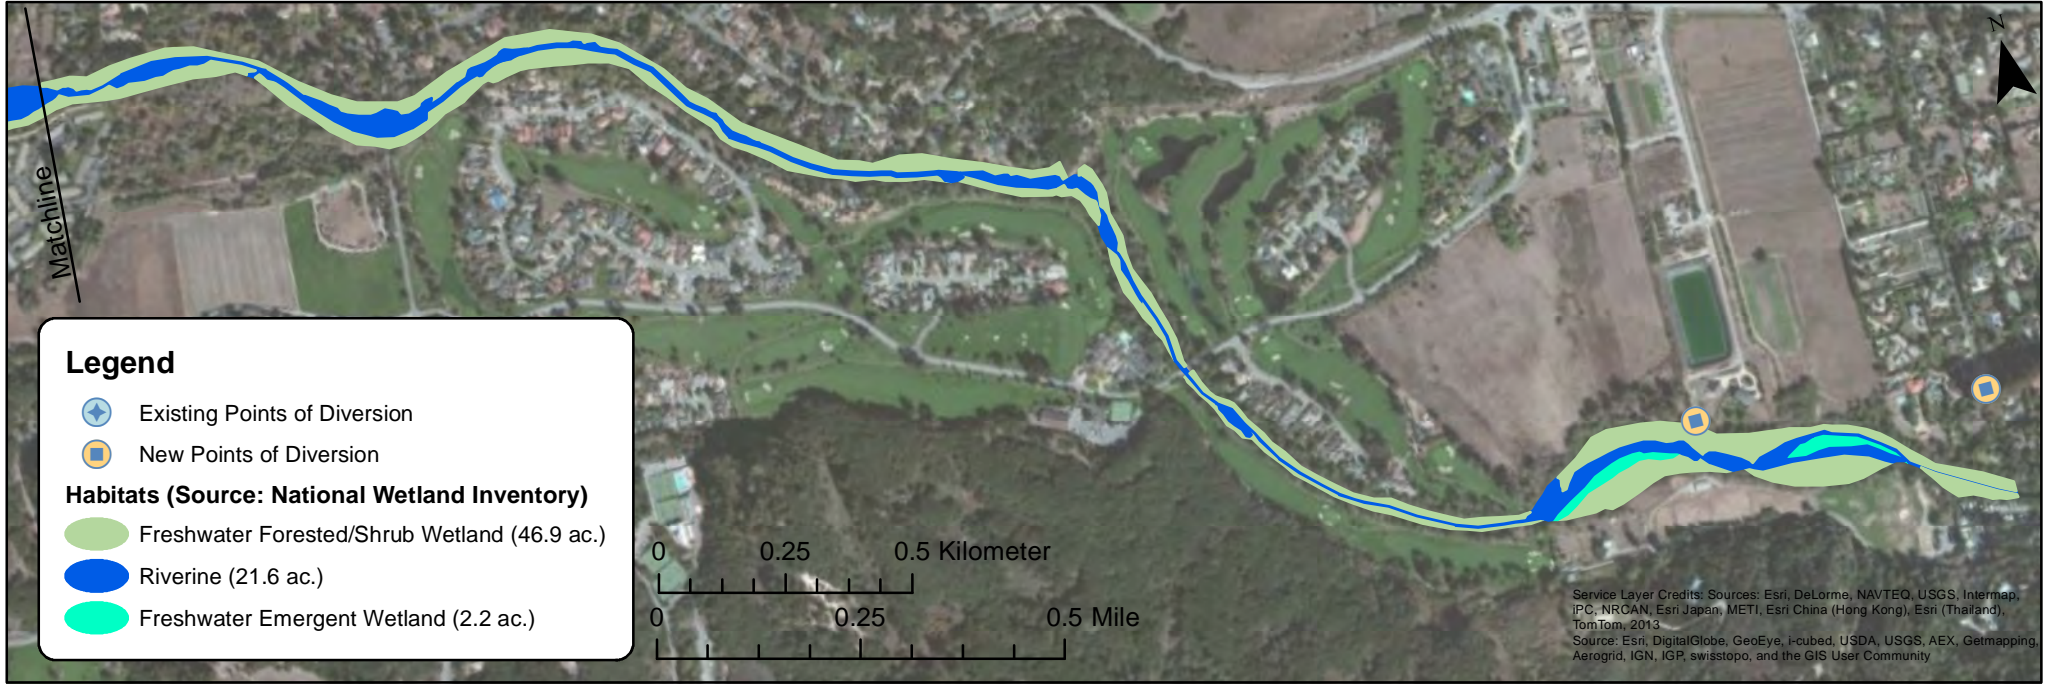 N
Matchline
Legend
Existing Points of Diversion
New Points of Diversion
Habitats (Source: National Wetland Inventory)
Freshwater Forested/Shrub Wetland (46.9 ac.)
Riverine (21.6 ac.)
Freshwater Emergent Wetland (2.2 ac.)
0 0.25 0.5 Kilometer
0 0.25 0.5 Mile
Service Layer Credits: Sources: Esri, DeLorme, NAVTEQ, USGS, Intermap,
iPC, NRCAN, Esri Japan, METI, Esri China (Hong Kong), Esri (Thailand),
TomTom, 2013
Source: Esri, DigitalGlobe, GeoEye, i-cubed, USDA, USGS, AEX, Getmapping,
Aerogrid, IGN, IGP, swisstopo, and the GIS User Community